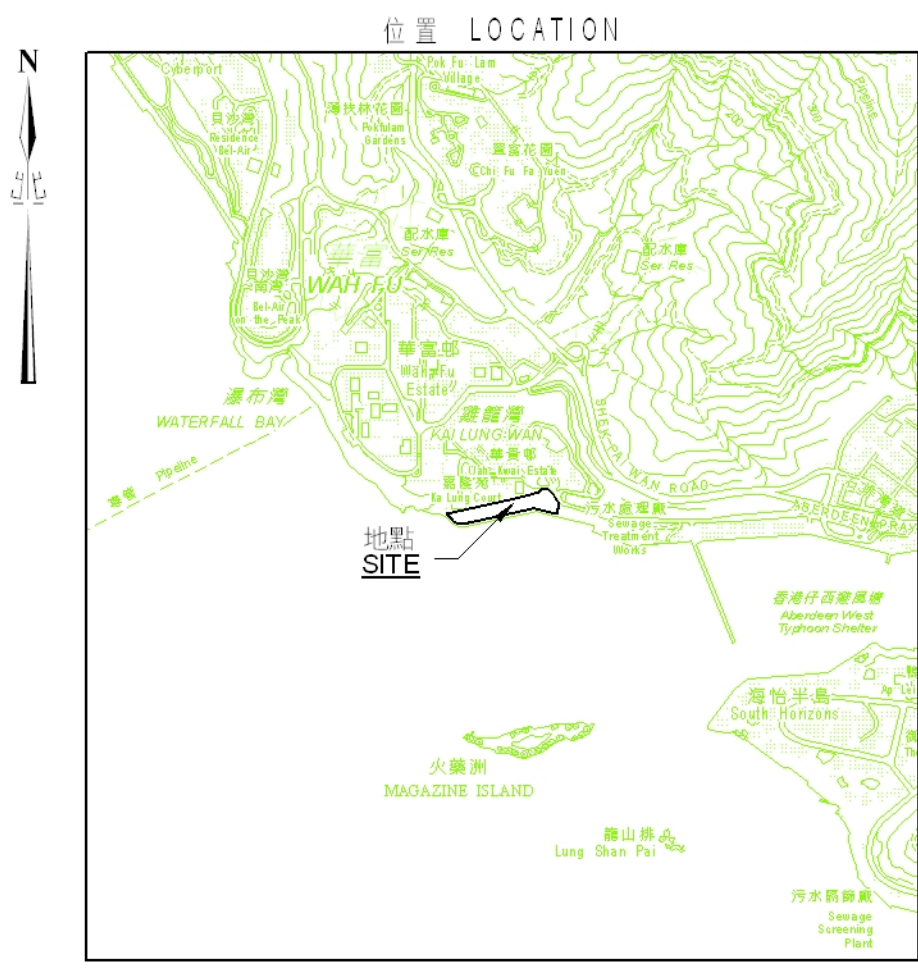 位置 LOCATION
N
北
Cyberport
貝沙灣
Residence
Bel-Air
Pok Fu Lam
Village
薄扶林花園
Pokfulam
Gardens
置富花園
Chi Fu Fa Yuen
Pipeline
300
配水庫
Ser Res
配水庫
Ser Res
華富
WAH FU
貝沙灣
南灣
Bel-Air
on the Peak
華富邨
Wah Fu
Estate
瀑布灣
WATERFALL BAY
雞籠灣
KAI LUNG WAN
華貴邨
Wah Kwai Estate
嘉隆苑
Ka Lung Court
SHEK PAI WAN ROAD
導管 Pipeline
污水處理廠
Sewage
Treatment
Works
地點
SITE
香港仔西避風塘
Aberdeen West
Typhoon Shelter
海怡半島
South Horizons
火藥洲
MAGAZINE ISLAND
龍山排
Lung Shan Pai
污水隔篩廠
Sewage
Screening
Plant